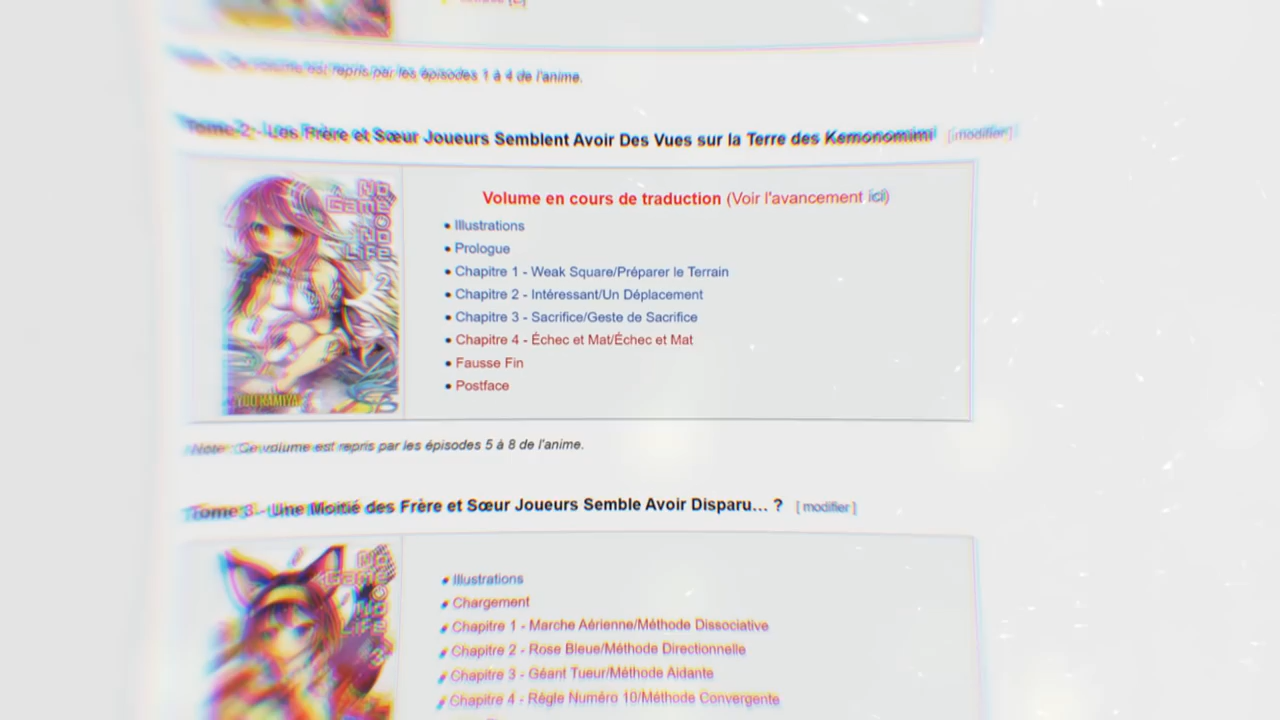 Note : Ce volume est repris par les épisodes 1 à 4 de l'anime.
Tome 2 - Les Frère et Sœur Joueurs Semblent Avoir Des Vues sur la Terre des Kemonomimi [modifier]
No
Game
No
Life
2
YUU KAMIYA
Volume en cours de traduction (Voir l'avancement ici)
• Illustrations
• Prologue
• Chapitre 1 - Weak Square/Préparer le Terrain
• Chapitre 2 - Intéressant/Un Déplacement
• Chapitre 3 - Sacrifice/Geste de Sacrifice
• Chapitre 4 - Échec et Mat/Échec et Mat
• Fausse Fin
• Postface
Note : Ce volume est repris par les épisodes 5 à 8 de l'anime.
Tome 3 - Une Moitié des Frère et Sœur Joueurs Semble Avoir Disparu... ? [ modifier ]
No
Game
No
Life
3
• Illustrations
• Chargement
• Chapitre 1 - Marche Aérienne/Méthode Dissociative
• Chapitre 2 - Rose Bleue/Méthode Directionnelle
• Chapitre 3 - Géant Tueur/Méthode Aidante
• Chapitre 4 - Règle Numéro 10/Méthode Convergente